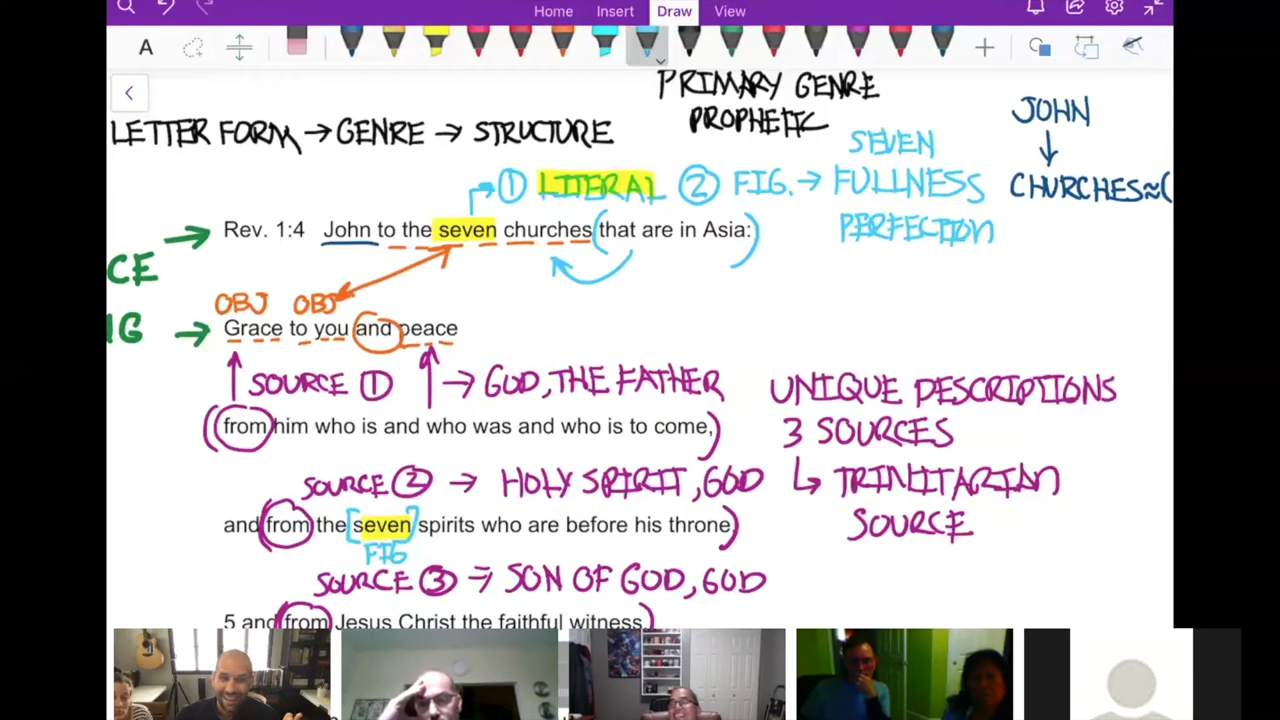 Home Insert Draw View
A
PRIMARY GENRE
PROPHETIC
JOHN
LETTER FORM → GENRE → STRUCTURE
SEVEN
① LITERAL ② FIG. → FULLNESS
CHURCHES≈(
PERFECTION
Rev. 1:4 John to the seven churches (that are in Asia:)
CE
OBJ OBJ
Grace to you and peace
SOURCE ① → GOD, THE FATHER
UNIQUE DESCRIPTIONS
(from him who is and who was and who is to come,)
3 SOURCES
SOURCE ② → HOLY SPIRIT, GOD
↳ TRINITARIAN
SOURCE
and (from the [seven] spirits who are before his throne,)
FIG
SOURCE ③ → SON OF GOD, GOD
5 and (from Jesus Christ the faithful witness,)